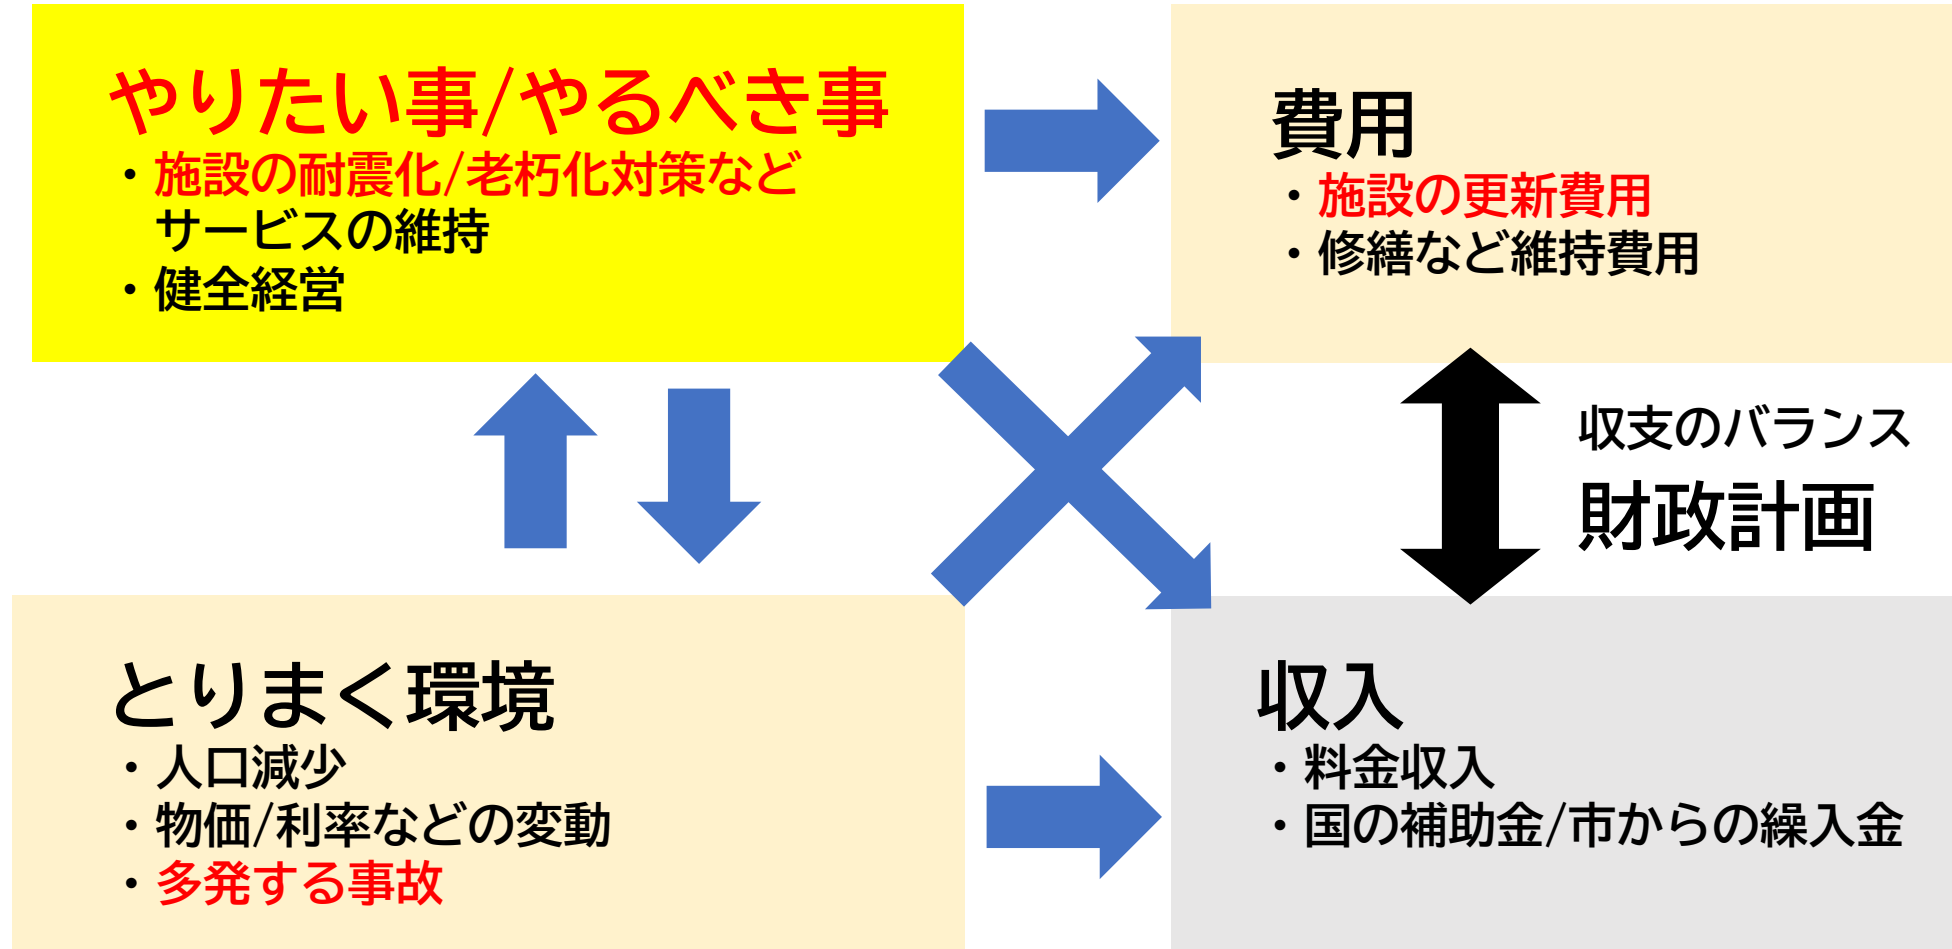 やりたい事/やるべき事
・施設の耐震化/老朽化対策など
サービスの維持
・健全経営
費用
・施設の更新費用
・修繕など維持費用
収支のバランス
財政計画
とりまく環境
・人口減少
・物価/利率などの変動
・多発する事故
収入
・料金収入
・国の補助金/市からの繰入金